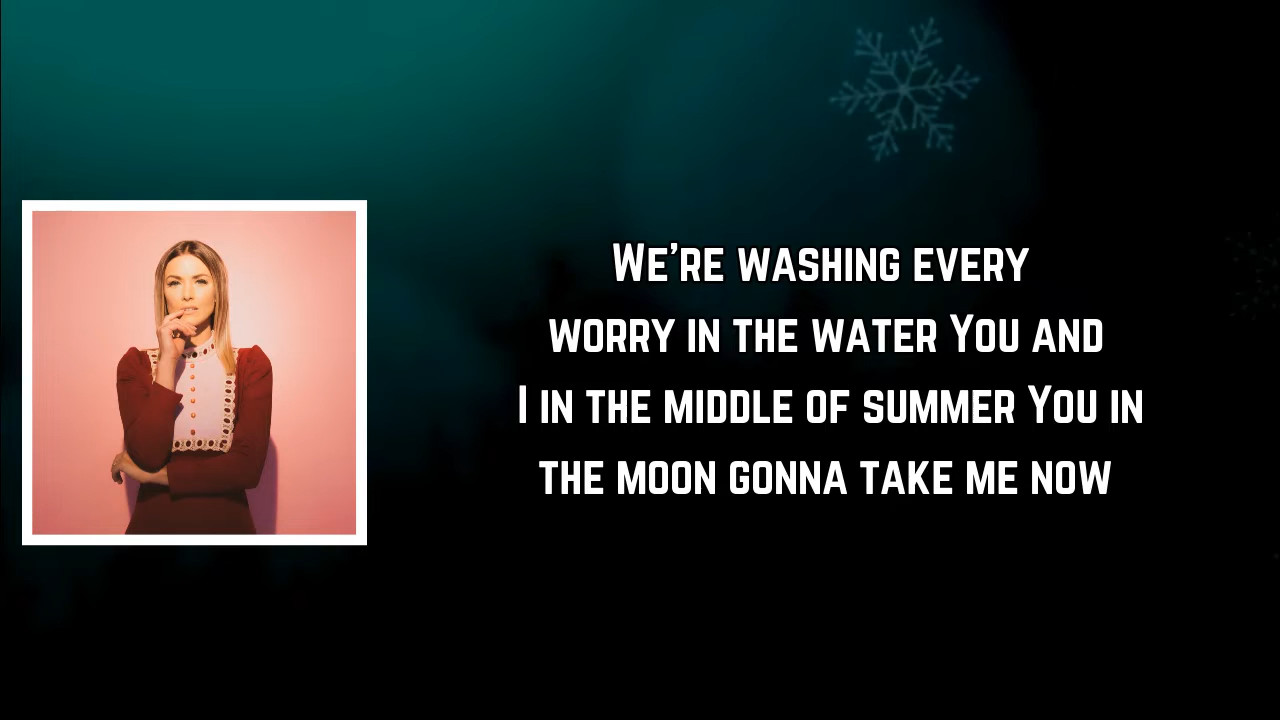 We're washing every
worry in the water You and
I in the middle of summer You in
the moon gonna take me now